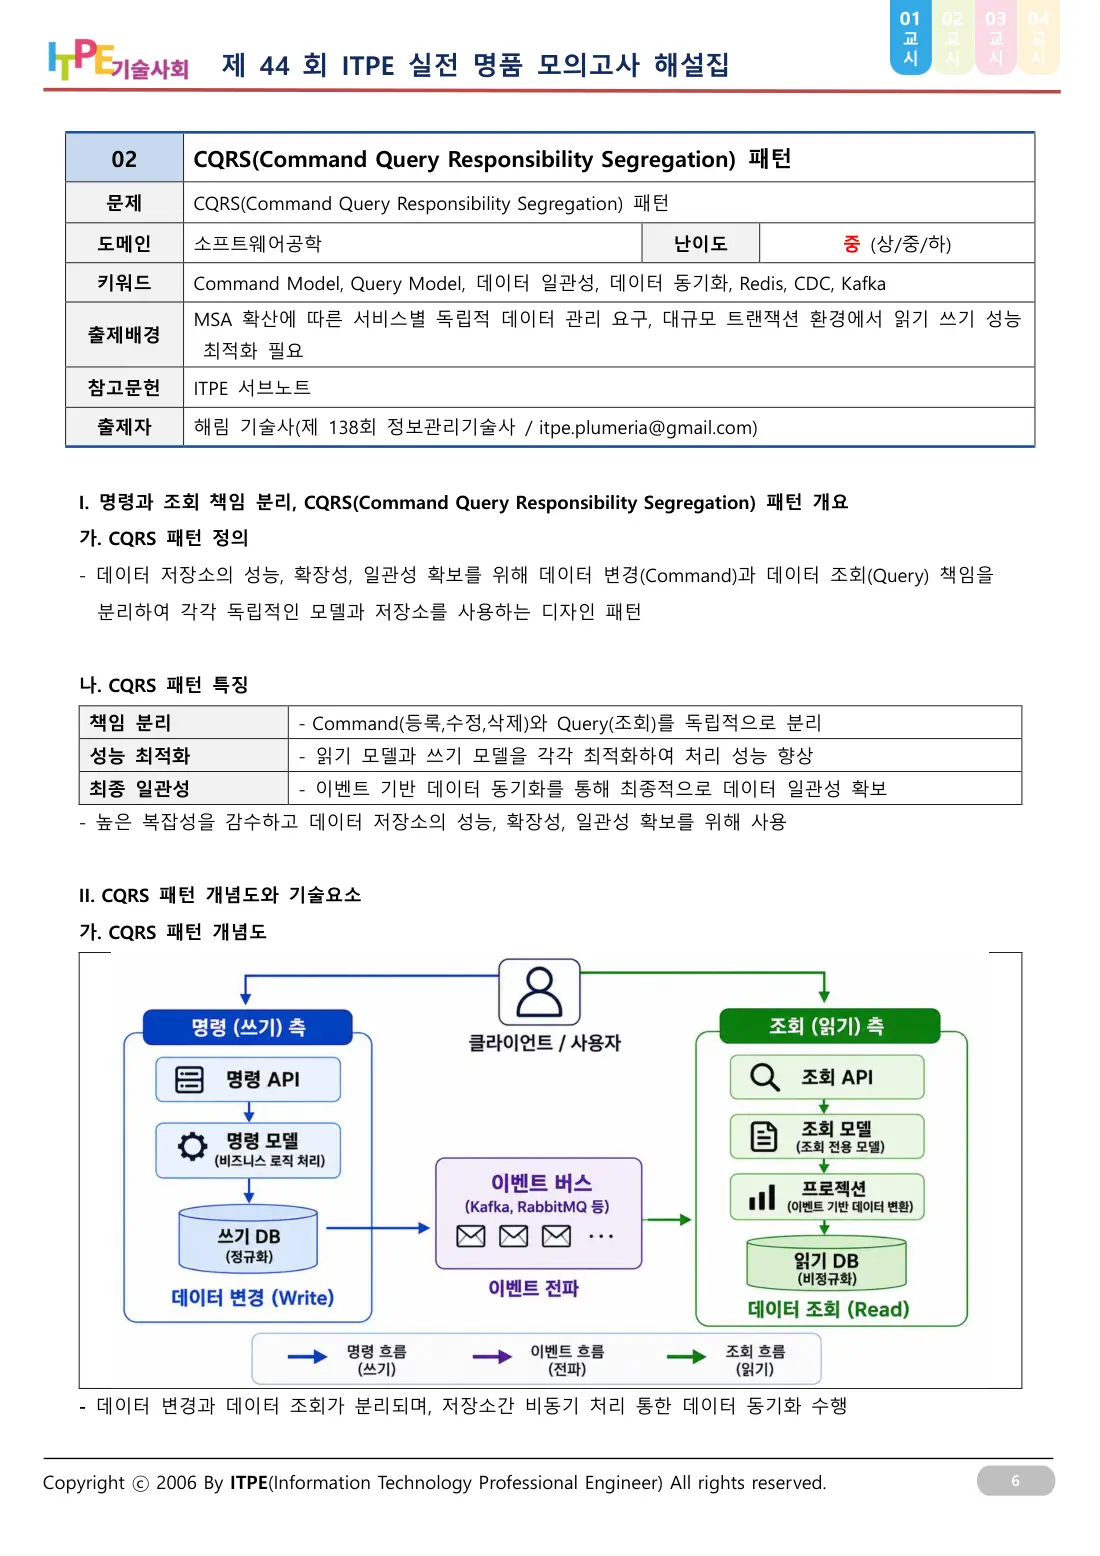 ITPE기술사회
제 44 회 ITPE 실전 명품 모의고사 해설집
01 교시
02 교시
03 교시
04 교시
02 CQRS(Command Query Responsibility Segregation) 패턴
문제 CQRS(Command Query Responsibility Segregation) 패턴
도메인 소프트웨어공학 난이도 중 (상/중/하)
키워드 Command Model, Query Model, 데이터 일관성, 데이터 동기화, Redis, CDC, Kafka
출제배경 MSA 확산에 따른 서비스별 독립적 데이터 관리 요구, 대규모 트랜잭션 환경에서 읽기 쓰기 성능
최적화 필요
참고문헌 ITPE 서브노트
출제자 해림 기술사(제 138회 정보관리기술사 / itpe.plumeria@gmail.com)
I. 명령과 조회 책임 분리, CQRS(Command Query Responsibility Segregation) 패턴 개요
가. CQRS 패턴 정의
- 데이터 저장소의 성능, 확장성, 일관성 확보를 위해 데이터 변경(Command)과 데이터 조회(Query) 책임을
분리하여 각각 독립적인 모델과 저장소를 사용하는 디자인 패턴
나. CQRS 패턴 특징
책임 분리 - Command(등록,수정,삭제)와 Query(조회)를 독립적으로 분리
성능 최적화 - 읽기 모델과 쓰기 모델을 각각 최적화하여 처리 성능 향상
최종 일관성 - 이벤트 기반 데이터 동기화를 통해 최종적으로 데이터 일관성 확보
- 높은 복잡성을 감수하고 데이터 저장소의 성능, 확장성, 일관성 확보를 위해 사용
II. CQRS 패턴 개념도와 기술요소
가. CQRS 패턴 개념도
클라이언트 / 사용자
명령 (쓰기) 측
명령 API
명령 모델
(비즈니스 로직 처리)
쓰기 DB
(정규화)
데이터 변경 (Write)
이벤트 버스
(Kafka, RabbitMQ 등)
...
이벤트 전파
조회 (읽기) 측
조회 API
조회 모델
(조회 전용 모델)
프로젝션
(이벤트 기반 데이터 변환)
읽기 DB
(비정규화)
데이터 조회 (Read)
명령 흐름
(쓰기)
이벤트 흐름
(전파)
조회 흐름
(읽기)
- 데이터 변경과 데이터 조회가 분리되며, 저장소간 비동기 처리 통한 데이터 동기화 수행
Copyright ⓒ 2006 By ITPE(Information Technology Professional Engineer) All rights reserved.
6